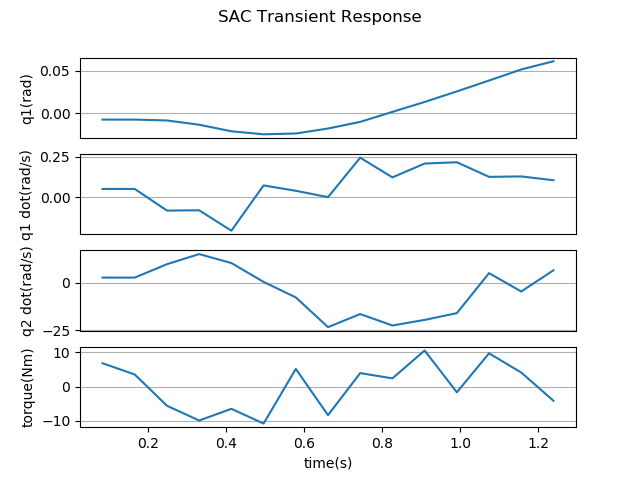 SAC Transient Response
q1(rad)
0.05
0.00
q1 dot(rad/s)
0.25
0.00
q2 dot(rad/s)
0
−25
torque(Nm)
10
0
−10
0.2 0.4 0.6 0.8 1.0 1.2
time(s)